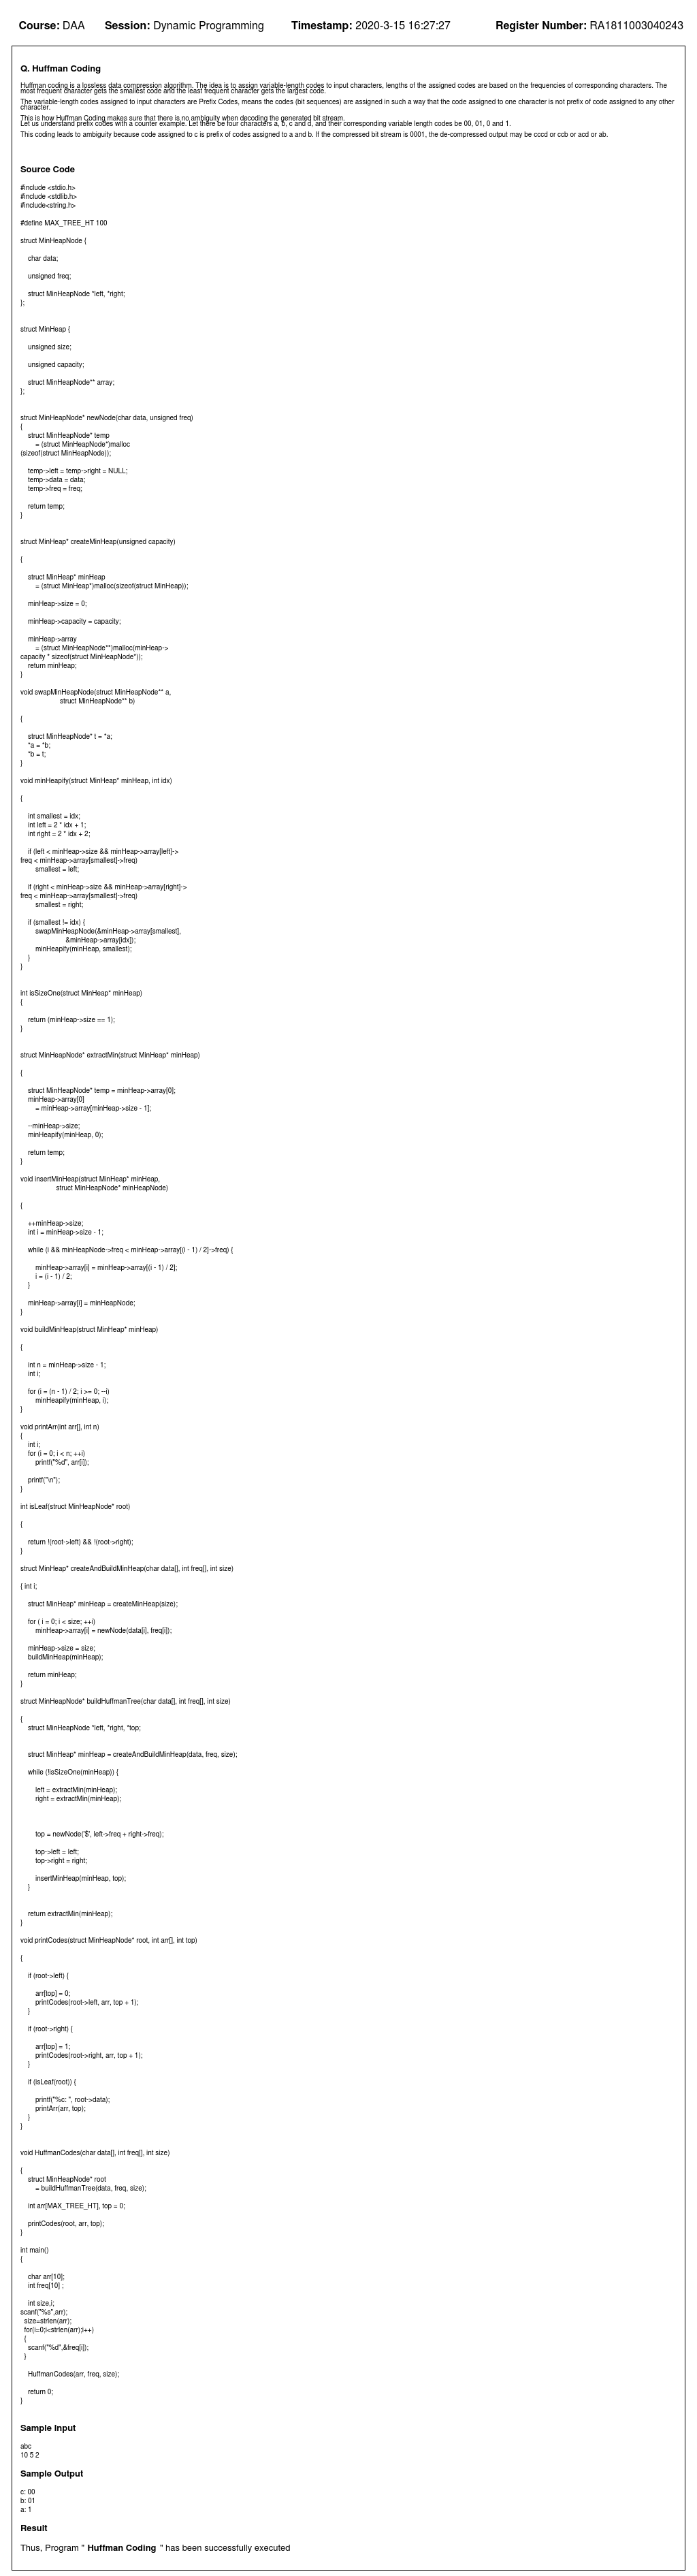 Course: DAA Session: Dynamic Programming Timestamp: 2020-3-15 16:27:27 Register Number: RA1811003040243
Q. Huffman Coding
Huffman coding is a lossless data compression algorithm. The idea is to assign variable-length codes to input characters, lengths of the assigned codes are based on the frequencies of corresponding characters. The
most frequent character gets the smallest code and the least frequent character gets the largest code.
The variable-length codes assigned to input characters are Prefix Codes, means the codes (bit sequences) are assigned in such a way that the code assigned to one character is not prefix of code assigned to any other
character.
This is how Huffman Coding makes sure that there is no ambiguity when decoding the generated bit stream.
Let us understand prefix codes with a counter example. Let there be four characters a, b, c and d, and their corresponding variable length codes be 00, 01, 0 and 1.
This coding leads to ambiguity because code assigned to c is prefix of codes assigned to a and b. If the compressed bit stream is 0001, the de-compressed output may be cccd or ccb or acd or ab.
Source Code
#include <stdio.h>
#include <stdlib.h>
#include<string.h>
#define MAX_TREE_HT 100
struct MinHeapNode {
char data;
unsigned freq;
struct MinHeapNode *left, *right;
};
struct MinHeap {
unsigned size;
unsigned capacity;
struct MinHeapNode** array;
};
struct MinHeapNode* newNode(char data, unsigned freq)
{
struct MinHeapNode* temp
= (struct MinHeapNode*)malloc
(sizeof(struct MinHeapNode));
temp->left = temp->right = NULL;
temp->data = data;
temp->freq = freq;
return temp;
}
struct MinHeap* createMinHeap(unsigned capacity)
{
struct MinHeap* minHeap
= (struct MinHeap*)malloc(sizeof(struct MinHeap));
minHeap->size = 0;
minHeap->capacity = capacity;
minHeap->array
= (struct MinHeapNode**)malloc(minHeap->
capacity * sizeof(struct MinHeapNode*));
return minHeap;
}
void swapMinHeapNode(struct MinHeapNode** a,
struct MinHeapNode** b)
{
struct MinHeapNode* t = *a;
*a = *b;
*b = t;
}
void minHeapify(struct MinHeap* minHeap, int idx)
{
int smallest = idx;
int left = 2 * idx + 1;
int right = 2 * idx + 2;
if (left < minHeap->size && minHeap->array[left]->
freq < minHeap->array[smallest]->freq)
smallest = left;
if (right < minHeap->size && minHeap->array[right]->
freq < minHeap->array[smallest]->freq)
smallest = right;
if (smallest != idx) {
swapMinHeapNode(&minHeap->array[smallest],
&minHeap->array[idx]);
minHeapify(minHeap, smallest);
}
}
int isSizeOne(struct MinHeap* minHeap)
{
return (minHeap->size == 1);
}
struct MinHeapNode* extractMin(struct MinHeap* minHeap)
{
struct MinHeapNode* temp = minHeap->array[0];
minHeap->array[0]
= minHeap->array[minHeap->size - 1];
--minHeap->size;
minHeapify(minHeap, 0);
return temp;
}
void insertMinHeap(struct MinHeap* minHeap,
struct MinHeapNode* minHeapNode)
{
++minHeap->size;
int i = minHeap->size - 1;
while (i && minHeapNode->freq < minHeap->array[(i - 1) / 2]->freq) {
minHeap->array[i] = minHeap->array[(i - 1) / 2];
i = (i - 1) / 2;
}
minHeap->array[i] = minHeapNode;
}
void buildMinHeap(struct MinHeap* minHeap)
{
int n = minHeap->size - 1;
int i;
for (i = (n - 1) / 2; i >= 0; --i)
minHeapify(minHeap, i);
}
void printArr(int arr[], int n)
{
int i;
for (i = 0; i < n; ++i)
printf("%d", arr[i]);
printf("\n");
}
int isLeaf(struct MinHeapNode* root)
{
return !(root->left) && !(root->right);
}
struct MinHeap* createAndBuildMinHeap(char data[], int freq[], int size)
{ int i;
struct MinHeap* minHeap = createMinHeap(size);
for ( i = 0; i < size; ++i)
minHeap->array[i] = newNode(data[i], freq[i]);
minHeap->size = size;
buildMinHeap(minHeap);
return minHeap;
}
struct MinHeapNode* buildHuffmanTree(char data[], int freq[], int size)
{
struct MinHeapNode *left, *right, *top;
struct MinHeap* minHeap = createAndBuildMinHeap(data, freq, size);
while (!isSizeOne(minHeap)) {
left = extractMin(minHeap);
right = extractMin(minHeap);
top = newNode('$', left->freq + right->freq);
top->left = left;
top->right = right;
insertMinHeap(minHeap, top);
}
return extractMin(minHeap);
}
void printCodes(struct MinHeapNode* root, int arr[], int top)
{
if (root->left) {
arr[top] = 0;
printCodes(root->left, arr, top + 1);
}
if (root->right) {
arr[top] = 1;
printCodes(root->right, arr, top + 1);
}
if (isLeaf(root)) {
printf("%c: ", root->data);
printArr(arr, top);
}
}
void HuffmanCodes(char data[], int freq[], int size)
{
struct MinHeapNode* root
= buildHuffmanTree(data, freq, size);
int arr[MAX_TREE_HT], top = 0;
printCodes(root, arr, top);
}
int main()
{
char arr[10];
int freq[10] ;
int size,i;
scanf("%s",arr);
size=strlen(arr);
for(i=0;i<strlen(arr);i++)
{
scanf("%d",&freq[i]);
}
HuffmanCodes(arr, freq, size);
return 0;
}
Sample Input
abc
10 5 2
Sample Output
c: 00
b: 01
a: 1
Result
Thus, Program " Huffman Coding " has been successfully executed